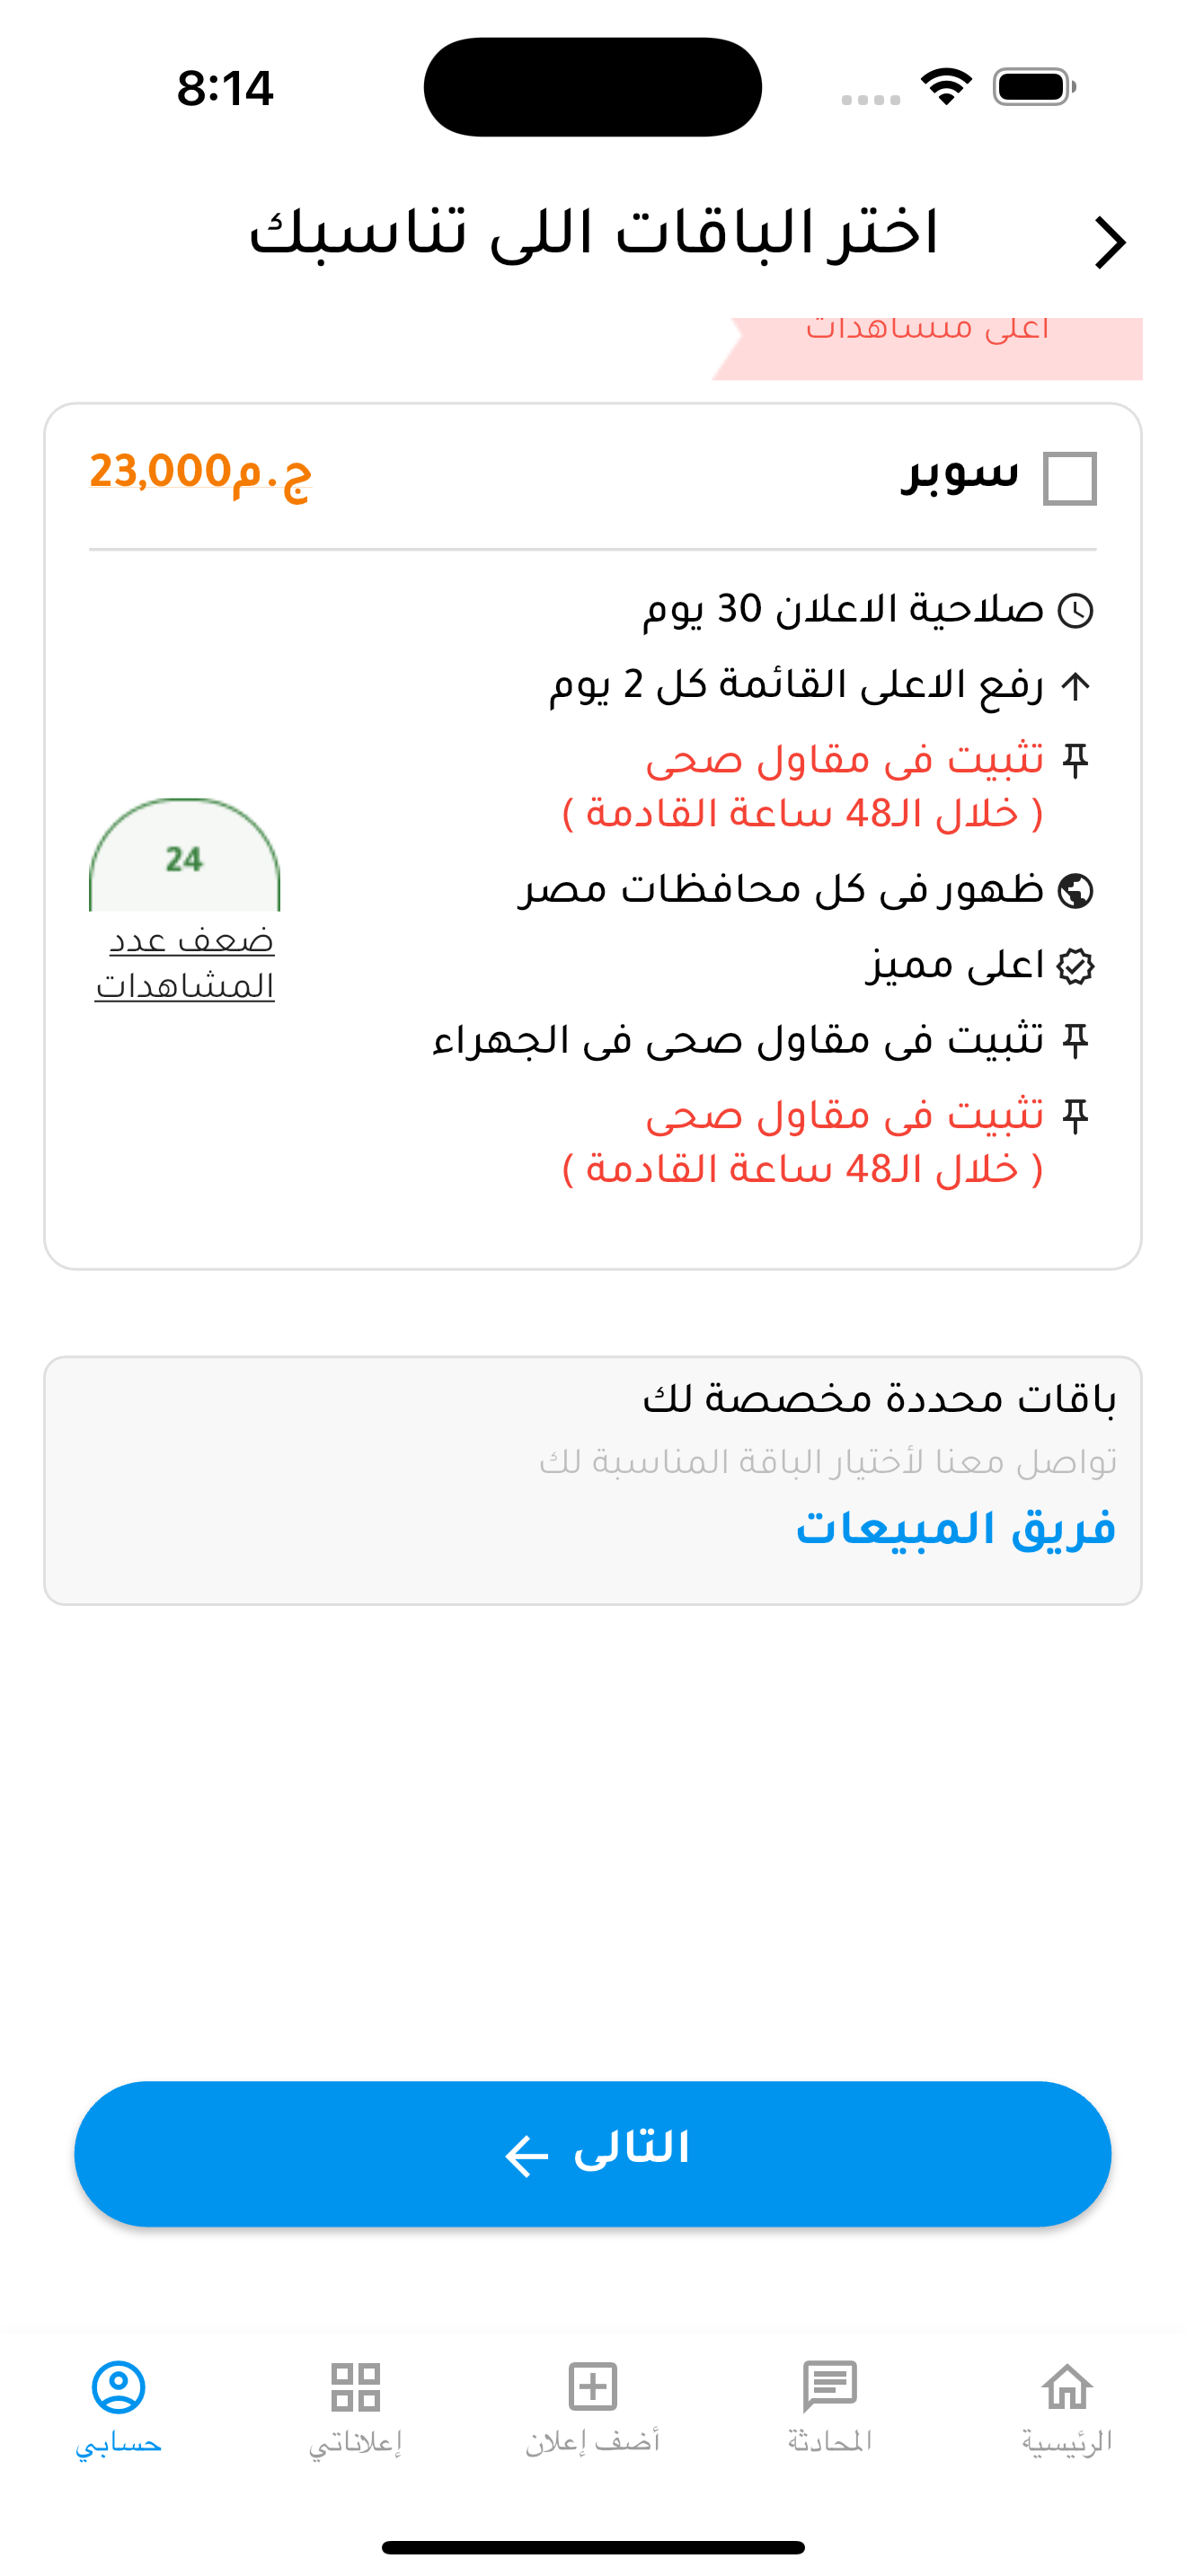 8:14
اختر الباقات اللى تناسبك
اعلى مشاهدات
سوبر
ج.م23,000
صلاحية الاعلان 30 يوم
رفع الاعلى القائمة كل 2 يوم
تثبيت فى مقاول صحى
( خلال الـ48 ساعة القادمة )
ظهور فى كل محافظات مصر
اعلى مميز
تثبيت فى مقاول صحى فى الجهراء
تثبيت فى مقاول صحى
( خلال الـ48 ساعة القادمة )
24
ضعف عدد
المشاهدات
باقات محددة مخصصة لك
تواصل معنا لأختيار الباقة المناسبة لك
فريق المبيعات
التالى
الرئيسية
المحادثة
أضف إعلان
إعلاناتي
حسابي